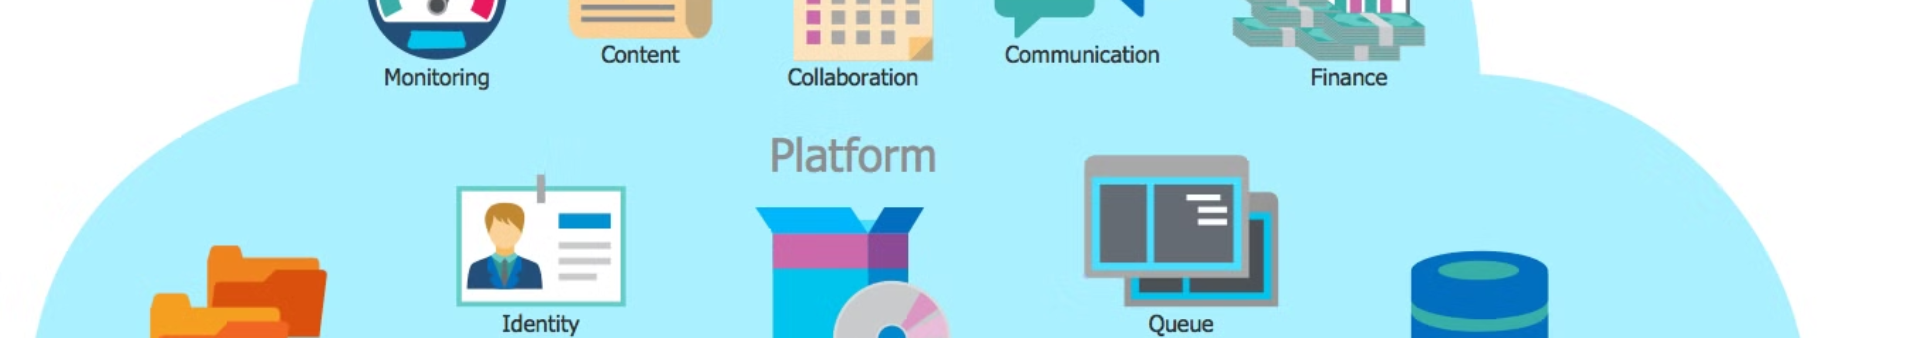 Content
Communication
Monitoring
Collaboration
Finance
Platform
Identity
Queue